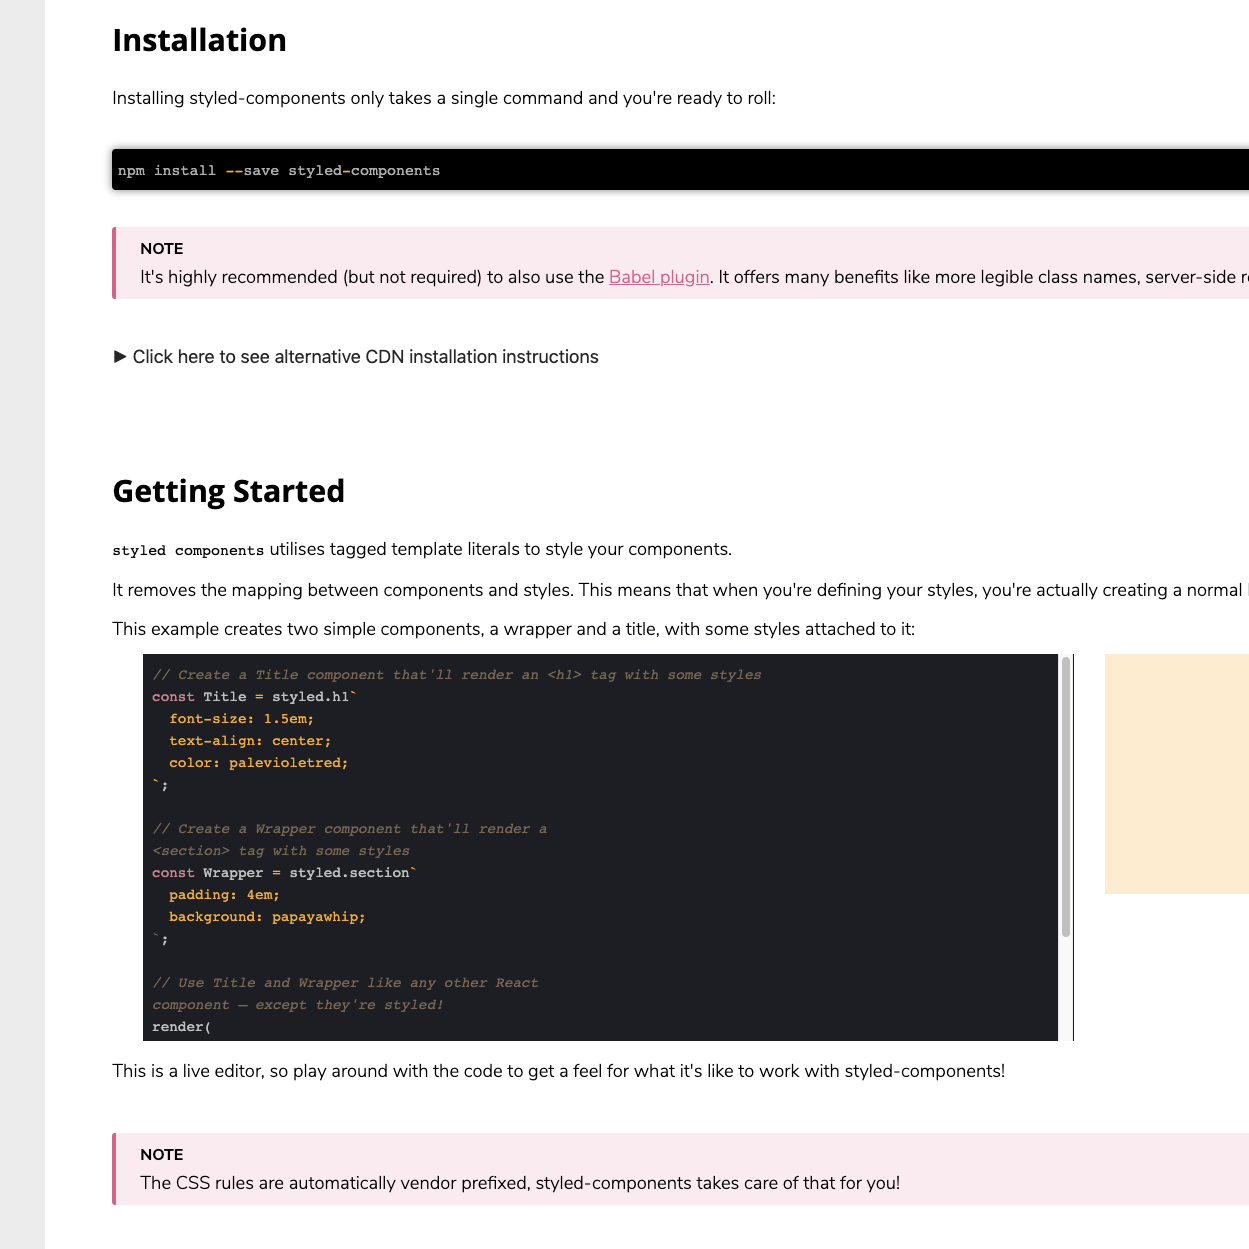 Installation
Installing styled-components only takes a single command and you're ready to roll:
npm install --save styled-components
NOTE
It's highly recommended (but not required) to also use the Babel plugin. It offers many benefits like more legible class names, server-side
▶ Click here to see alternative CDN installation instructions
Getting Started
styled components utilises tagged template literals to style your components.
It removes the mapping between components and styles. This means that when you're defining your styles, you're actually creating a normal
This example creates two simple components, a wrapper and a title, with some styles attached to it:
// Create a Title component that'll render an <h1> tag with some styles
const Title = styled.h1`
font-size: 1.5em;
text-align: center;
color: palevioletred;
`;
// Create a Wrapper component that'll render a
<section> tag with some styles
const Wrapper = styled.section`
padding: 4em;
background: papayawhip;
`;
// Use Title and Wrapper like any other React
component – except they're styled!
render(
This is a live editor, so play around with the code to get a feel for what it's like to work with styled-components!
NOTE
The CSS rules are automatically vendor prefixed, styled-components takes care of that for you!